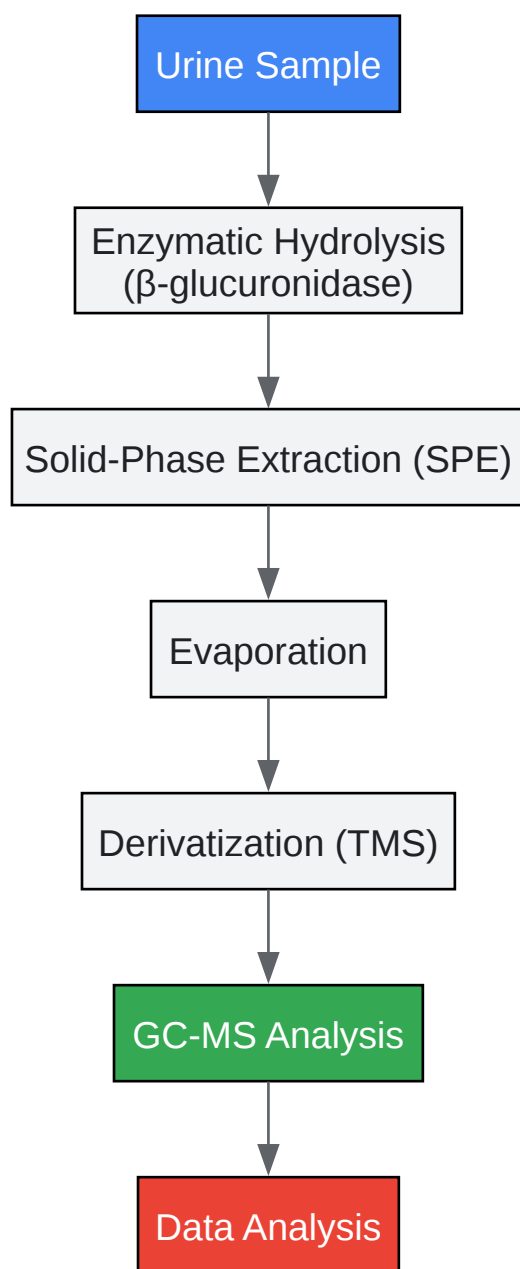 Urine Sample
Enzymatic Hydrolysis
(β-glucuronidase)
Solid-Phase Extraction (SPE)
Evaporation
Derivatization (TMS)
GC-MS Analysis
Data Analysis